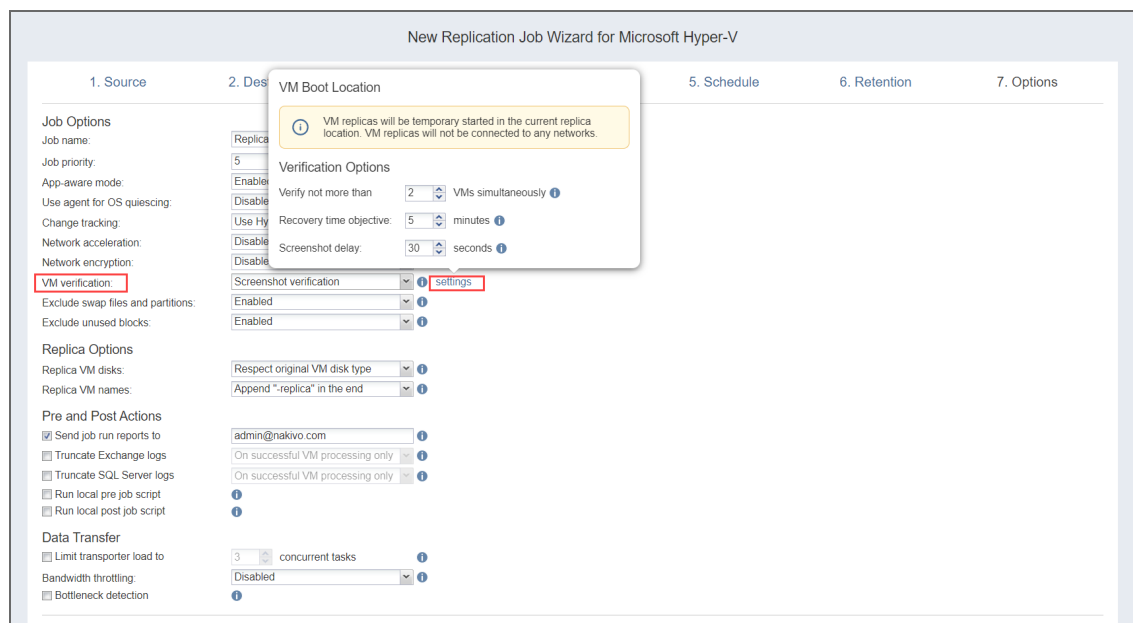 New Replication Job Wizard for Microsoft Hyper-V
1. Source
2. Des
5. Schedule
6. Retention
7. Options
VM Boot Location
VM replicas will be temporary started in the current replica
location. VM replicas will not be connected to any networks.
Verification Options
Verify not more than 2 VMs simultaneously
Recovery time objective: 5 minutes
Screenshot delay: 30 seconds
Job Options
Job name: Replica
Job priority: 5
App-aware mode: Enable
Use agent for OS quiescing: Disable
Change tracking: Use Hy
Network acceleration: Disable
Network encryption: Disable
VM verification: Screenshot verification settings
Exclude swap files and partitions: Enabled
Exclude unused blocks: Enabled
Replica Options
Replica VM disks: Respect original VM disk type
Replica VM names: Append "-replica" in the end
Pre and Post Actions
Send job run reports to admin@nakivo.com
Truncate Exchange logs On successful VM processing only
Truncate SQL Server logs On successful VM processing only
Run local pre job script
Run local post job script
Data Transfer
Limit transporter load to 3 concurrent tasks
Bandwidth throttling: Disabled
Bottleneck detection